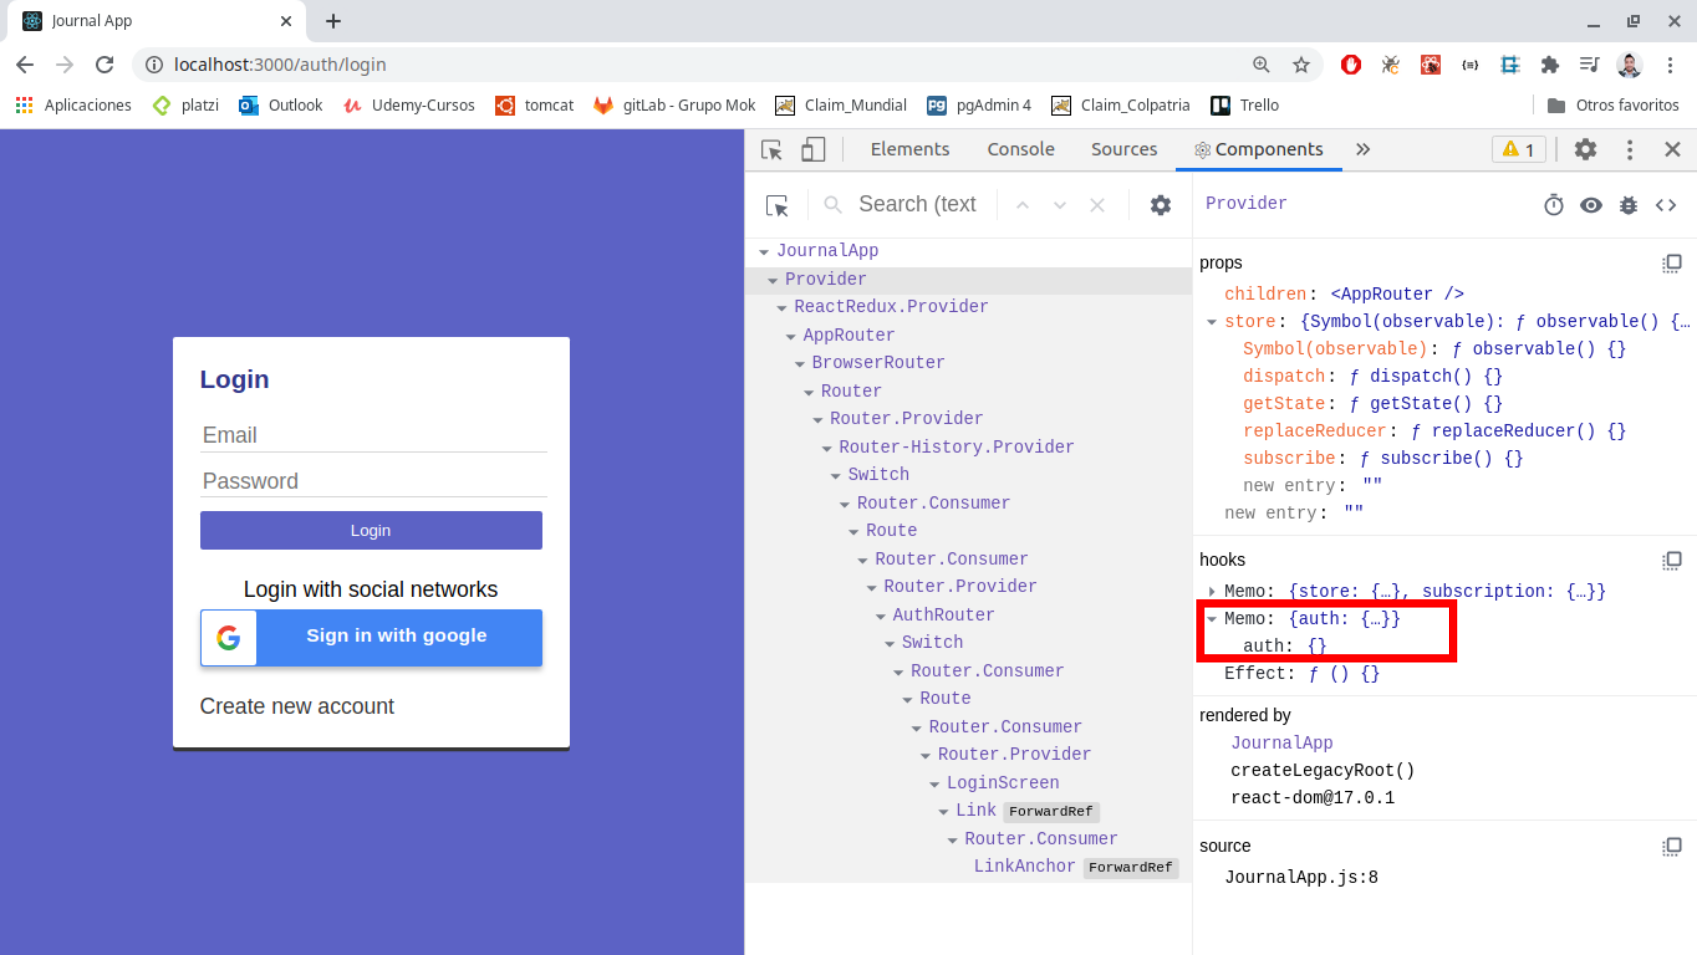 Journal App
localhost:3000/auth/login
Aplicaciones platzi Outlook Udemy-Cursos tomcat gitLab - Grupo Mok Claim_Mundial pgAdmin 4 Claim_Colpatria Trello Otros favoritos
Login
Email
Password
Login
Login with social networks
Sign in with google
Create new account
Elements Console Sources Components » 1
Search (text
JournalApp
Provider
ReactRedux.Provider
AppRouter
BrowserRouter
Router
Router.Provider
Router-History.Provider
Switch
Router.Consumer
Route
Router.Consumer
Router.Provider
AuthRouter
Switch
Router.Consumer
Route
Router.Consumer
Router.Provider
LoginScreen
Link ForwardRef
Router.Consumer
LinkAnchor ForwardRef
Provider
props
children: <AppRouter />
store: {Symbol(observable): ƒ observable() {…
Symbol(observable): ƒ observable() {}
dispatch: ƒ dispatch() {}
getState: ƒ getState() {}
replaceReducer: ƒ replaceReducer() {}
subscribe: ƒ subscribe() {}
new entry: ""
new entry: ""
hooks
Memo: {store: {…}, subscription: {…}}
Memo: {auth: {…}}
auth: {}
Effect: ƒ () {}
rendered by
JournalApp
createLegacyRoot()
react-dom@17.0.1
source
JournalApp.js:8